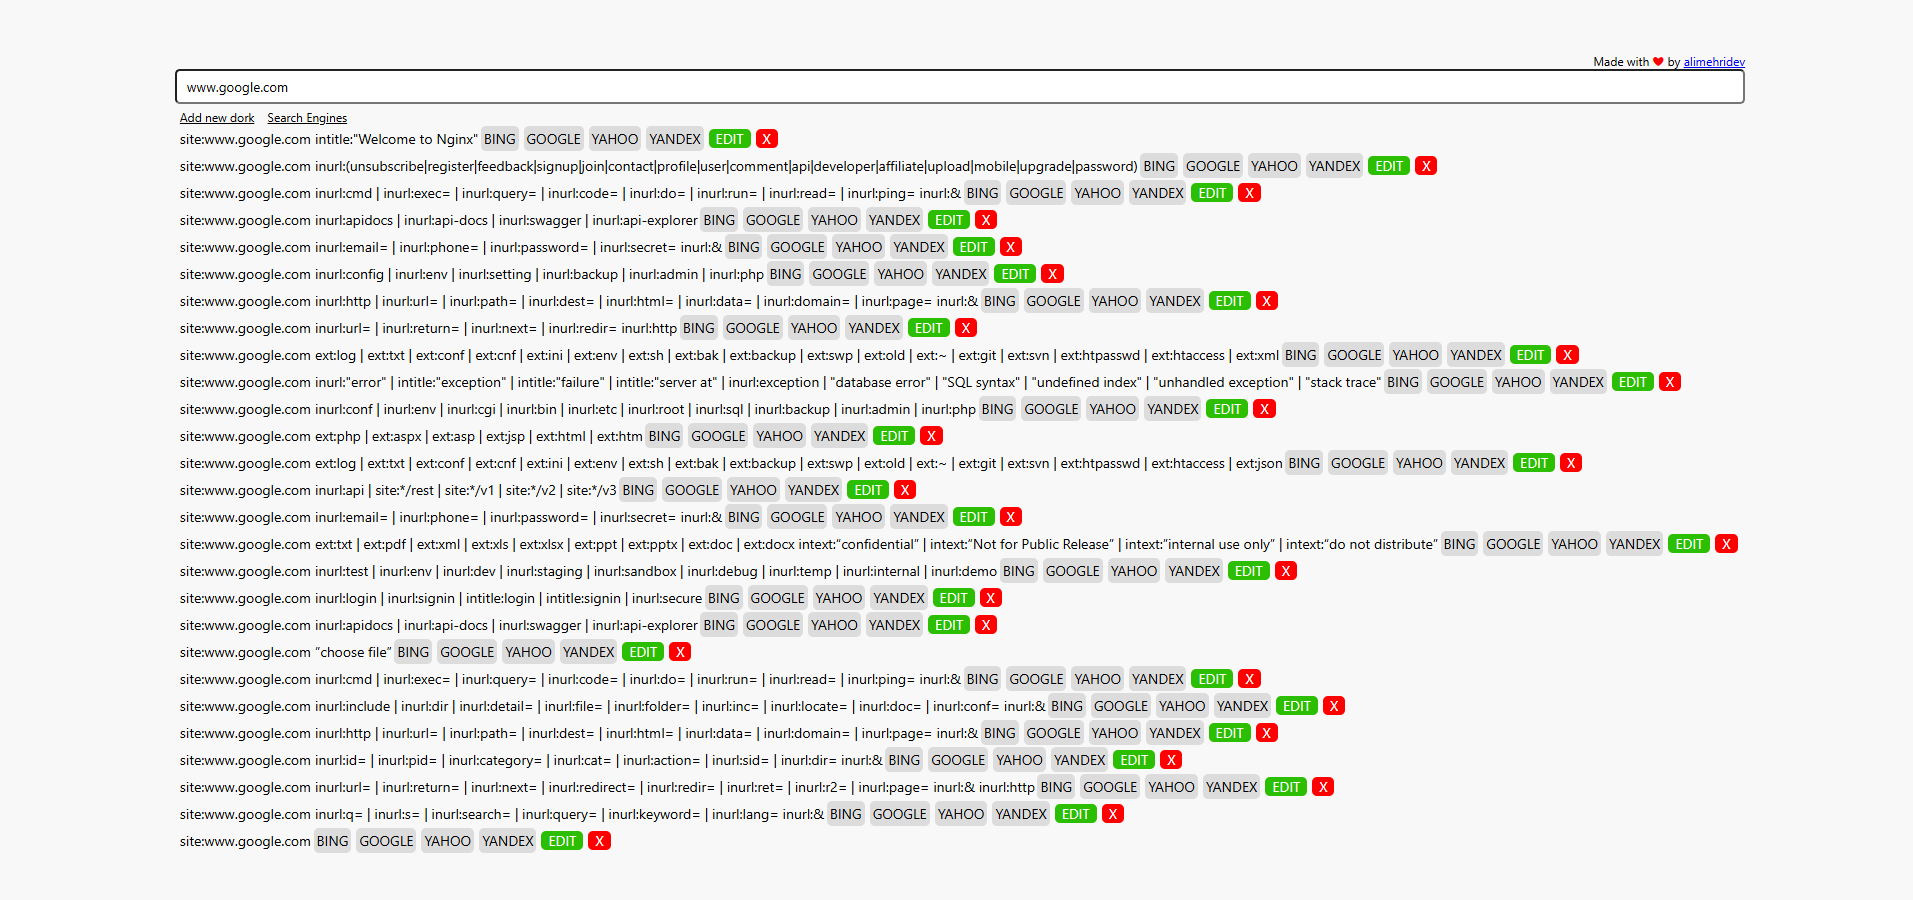 Made with ❤ by alimehridev
www.google.com
Add new dork Search Engines
site:www.google.com intitle:"Welcome to Nginx" BING GOOGLE YAHOO YANDEX EDIT X
site:www.google.com inurl:(unsubscribe|register|feedback|signup|join|contact|profile|user|comment|api|developer|affiliate|upload|mobile|upgrade|password) BING GOOGLE YAHOO YANDEX EDIT X
site:www.google.com inurl:cmd | inurl:exec= | inurl:query= | inurl:code= | inurl:do= | inurl:run= | inurl:read= | inurl:ping= inurl:& BING GOOGLE YAHOO YANDEX EDIT X
site:www.google.com inurl:apidocs | inurl:api-docs | inurl:swagger | inurl:api-explorer BING GOOGLE YAHOO YANDEX EDIT X
site:www.google.com inurl:email= | inurl:phone= | inurl:password= | inurl:secret= inurl:& BING GOOGLE YAHOO YANDEX EDIT X
site:www.google.com inurl:config | inurl:env | inurl:setting | inurl:backup | inurl:admin | inurl:php BING GOOGLE YAHOO YANDEX EDIT X
site:www.google.com inurl:http | inurl:url= | inurl:path= | inurl:dest= | inurl:html= | inurl:data= | inurl:domain= | inurl:page= inurl:& BING GOOGLE YAHOO YANDEX EDIT X
site:www.google.com inurl:url= | inurl:return= | inurl:next= | inurl:redir= inurl:http BING GOOGLE YAHOO YANDEX EDIT X
site:www.google.com ext:log | ext:txt | ext:conf | ext:cnf | ext:ini | ext:env | ext:sh | ext:bak | ext:backup | ext:swp | ext:old | ext:~ | ext:git | ext:svn | ext:htpasswd | ext:htaccess | ext:xml BING GOOGLE YAHOO YANDEX EDIT X
site:www.google.com inurl:"error" | intitle:"exception" | intitle:"failure" | intitle:"server at" | inurl:exception | "database error" | "SQL syntax" | "undefined index" | "unhandled exception" | "stack trace" BING GOOGLE YAHOO YANDEX EDIT X
site:www.google.com inurl:conf | inurl:env | inurl:cgi | inurl:bin | inurl:etc | inurl:root | inurl:sql | inurl:backup | inurl:admin | inurl:php BING GOOGLE YAHOO YANDEX EDIT X
site:www.google.com ext:php | ext:aspx | ext:asp | ext:jsp | ext:html | ext:htm BING GOOGLE YAHOO YANDEX EDIT X
site:www.google.com ext:log | ext:txt | ext:conf | ext:cnf | ext:ini | ext:env | ext:sh | ext:bak | ext:backup | ext:swp | ext:old | ext:~ | ext:git | ext:svn | ext:htpasswd | ext:htaccess | ext:json BING GOOGLE YAHOO YANDEX EDIT X
site:www.google.com inurl:api | site:*/rest | site:*/v1 | site:*/v2 | site:*/v3 BING GOOGLE YAHOO YANDEX EDIT X
site:www.google.com inurl:email= | inurl:phone= | inurl:password= | inurl:secret= inurl:& BING GOOGLE YAHOO YANDEX EDIT X
site:www.google.com ext:txt | ext:pdf | ext:xml | ext:xls | ext:xlsx | ext:ppt | ext:pptx | ext:doc | ext:docx intext:“confidential” | intext:“Not for Public Release” | intext:”internal use only” | intext:“do not distribute” BING GOOGLE YAHOO YANDEX EDIT X
site:www.google.com inurl:test | inurl:env | inurl:dev | inurl:staging | inurl:sandbox | inurl:debug | inurl:temp | inurl:internal | inurl:demo BING GOOGLE YAHOO YANDEX EDIT X
site:www.google.com inurl:login | inurl:signin | intitle:login | intitle:signin | inurl:secure BING GOOGLE YAHOO YANDEX EDIT X
site:www.google.com inurl:apidocs | inurl:api-docs | inurl:swagger | inurl:api-explorer BING GOOGLE YAHOO YANDEX EDIT X
site:www.google.com ”choose file” BING GOOGLE YAHOO YANDEX EDIT X
site:www.google.com inurl:cmd | inurl:exec= | inurl:query= | inurl:code= | inurl:do= | inurl:run= | inurl:read= | inurl:ping= inurl:& BING GOOGLE YAHOO YANDEX EDIT X
site:www.google.com inurl:include | inurl:dir | inurl:detail= | inurl:file= | inurl:folder= | inurl:inc= | inurl:locate= | inurl:doc= | inurl:conf= inurl:& BING GOOGLE YAHOO YANDEX EDIT X
site:www.google.com inurl:http | inurl:url= | inurl:path= | inurl:dest= | inurl:html= | inurl:data= | inurl:domain= | inurl:page= inurl:& BING GOOGLE YAHOO YANDEX EDIT X
site:www.google.com inurl:id= | inurl:pid= | inurl:category= | inurl:cat= | inurl:action= | inurl:sid= | inurl:dir= inurl:& BING GOOGLE YAHOO YANDEX EDIT X
site:www.google.com inurl:url= | inurl:return= | inurl:next= | inurl:redirect= | inurl:redir= | inurl:ret= | inurl:r2= | inurl:page= inurl:& inurl:http BING GOOGLE YAHOO YANDEX EDIT X
site:www.google.com inurl:q= | inurl:s= | inurl:search= | inurl:query= | inurl:keyword= | inurl:lang= inurl:& BING GOOGLE YAHOO YANDEX EDIT X
site:www.google.com BING GOOGLE YAHOO YANDEX EDIT X